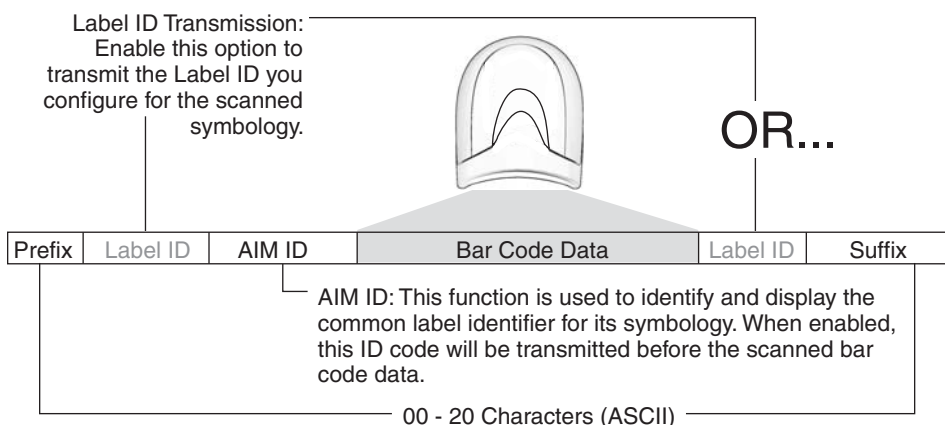 Label ID Transmission:
Enable this option to
transmit the Label ID you
configure for the scanned
symbology.
OR...
Prefix Label ID AIM ID Bar Code Data Label ID Suffix
AIM ID: This function is used to identify and display the
common label identifier for its symbology. When enabled,
this ID code will be transmitted before the scanned bar
code data.
00 - 20 Characters (ASCII)